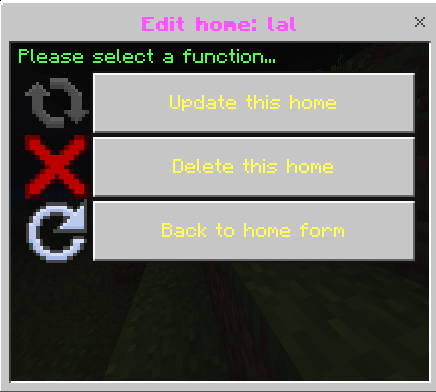 Edit home: lal
Please select a function...
Update this home
Delete this home
Back to home form